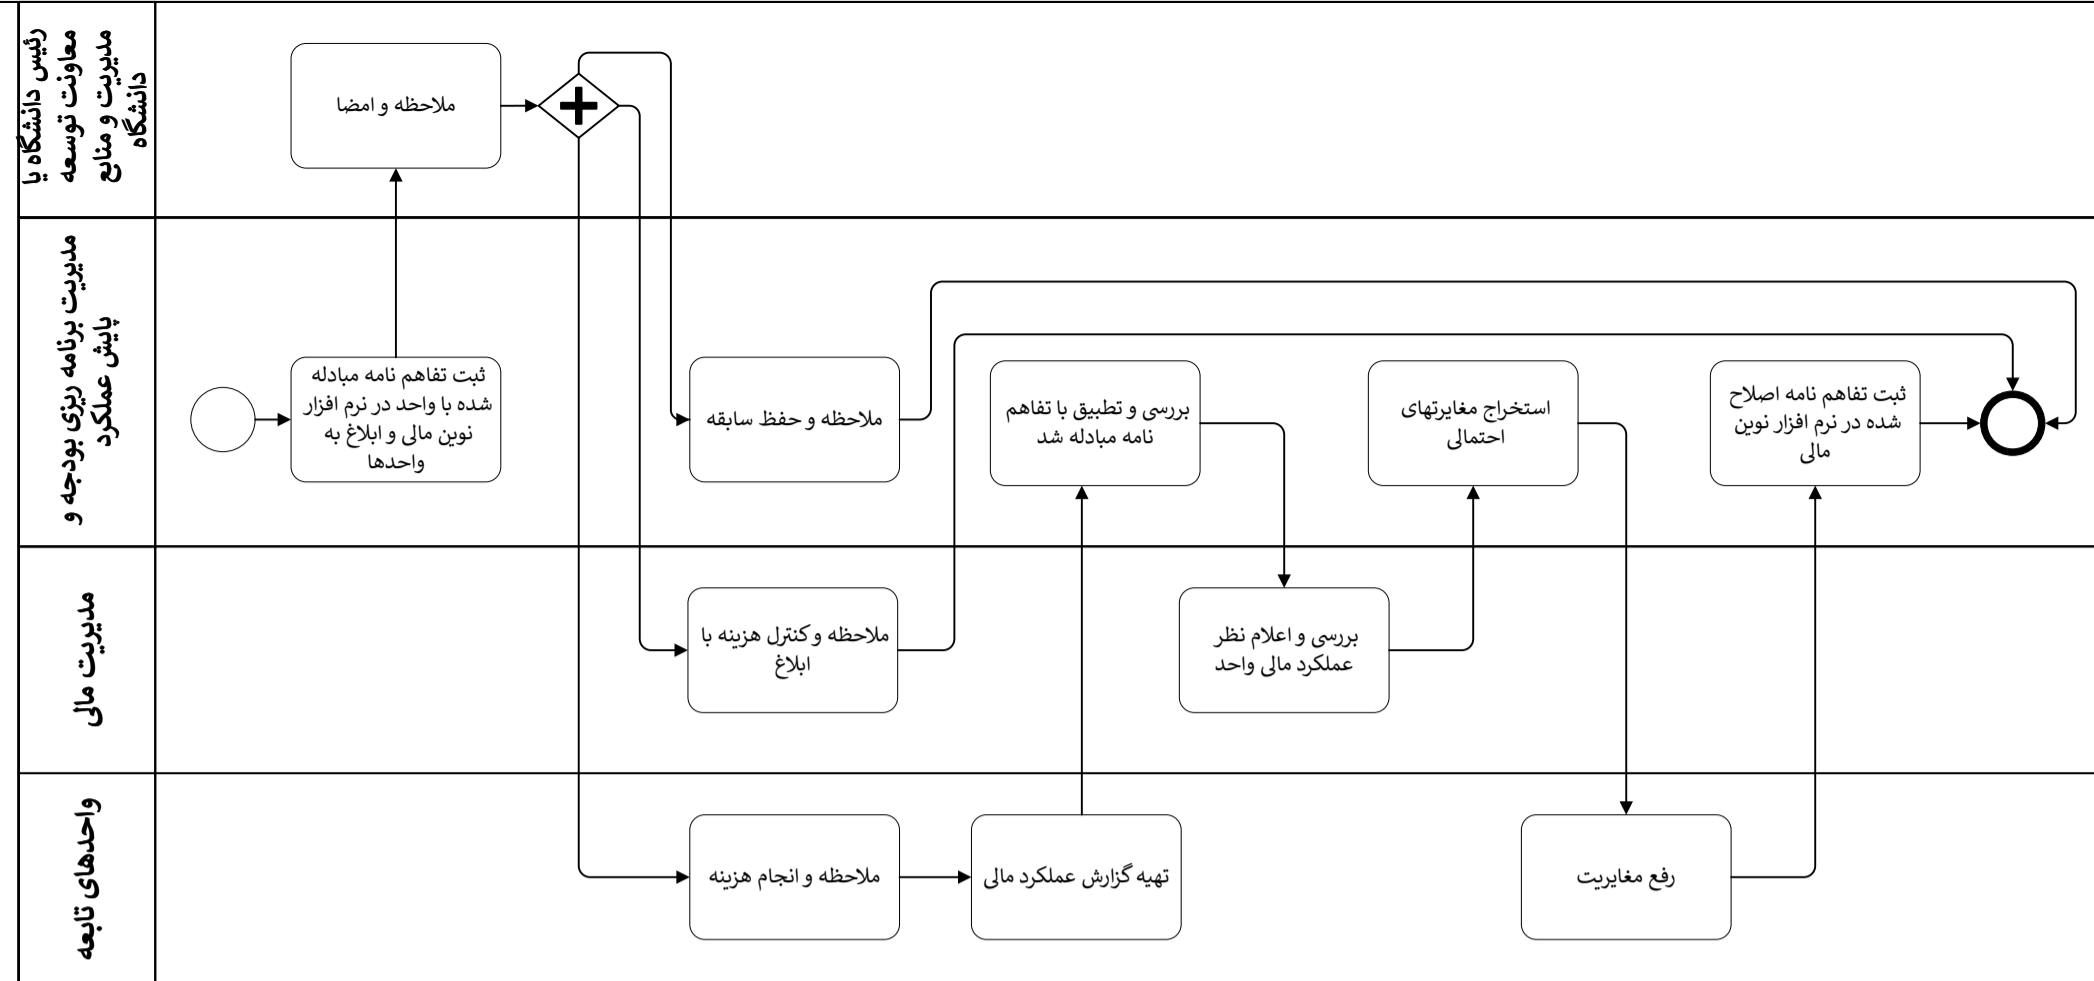 رئیس دانشگاه یا
معاونت توسعه
مدیریت و منابع
دانشگاه
ملاحظه و امضا
مدیریت برنامه ریزی بودجه و
پایش عملکرد
ثبت تفاهم نامه مبادله
شده با واحد در نرم افزار
نوین مالی و ابلاغ به
واحدها
ملاحظه و حفظ سابقه
بررسی و تطبیق با تفاهم
نامه مبادله شد
استخراج مغایرتهای
احتمالی
ثبت تفاهم نامه اصلاح
شده در نرم افزار نوین
مالی
مدیریت مالی
ملاحظه و کنترل هزینه با
ابلاغ
بررسی و اعلام نظر
عملکرد مالی واحد
واحدهای تابعه
ملاحظه و انجام هزینه
تهیه گزارش عملکرد مالی
رفع مغایریت